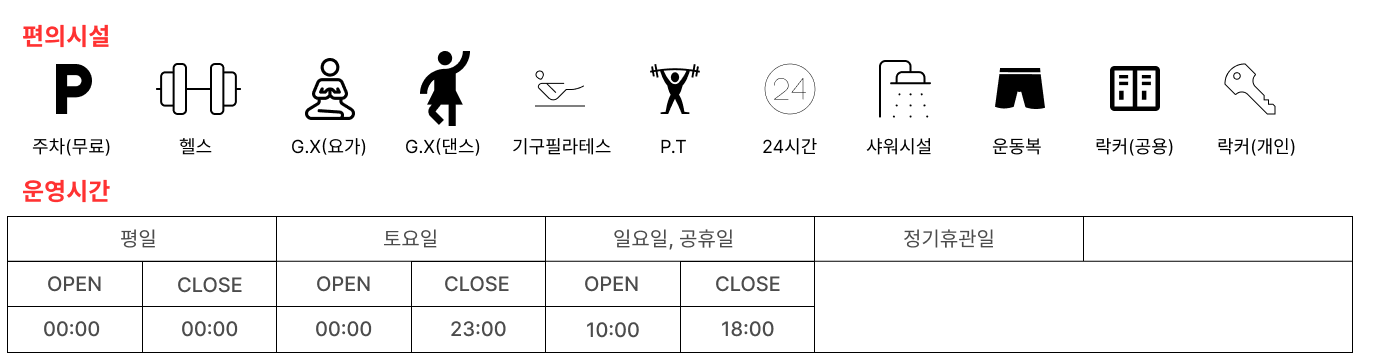 편의시설
P 24
주차(무료) 헬스 G.X(요가) G.X(댄스) 기구필라테스 P.T 24시간 샤워시설 운동복 락커(공용) 락커(개인)
운영시간
평일 토요일 일요일, 공휴일 정기휴관일
OPEN CLOSE OPEN CLOSE OPEN CLOSE
00:00 00:00 00:00 23:00 10:00 18:00